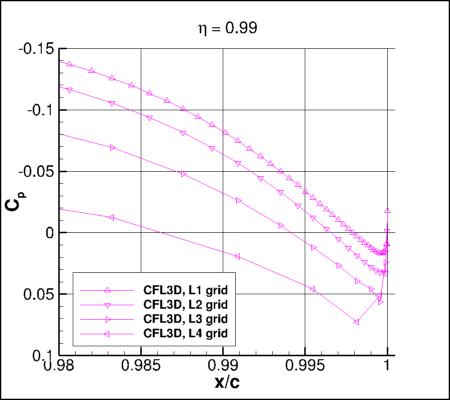 η = 0.99
-0.15
-0.1
-0.05
0
0.05
0.1
Cp
CFL3D, L1 grid
CFL3D, L2 grid
CFL3D, L3 grid
CFL3D, L4 grid
0.98 0.985 0.99 0.995 1
x/c